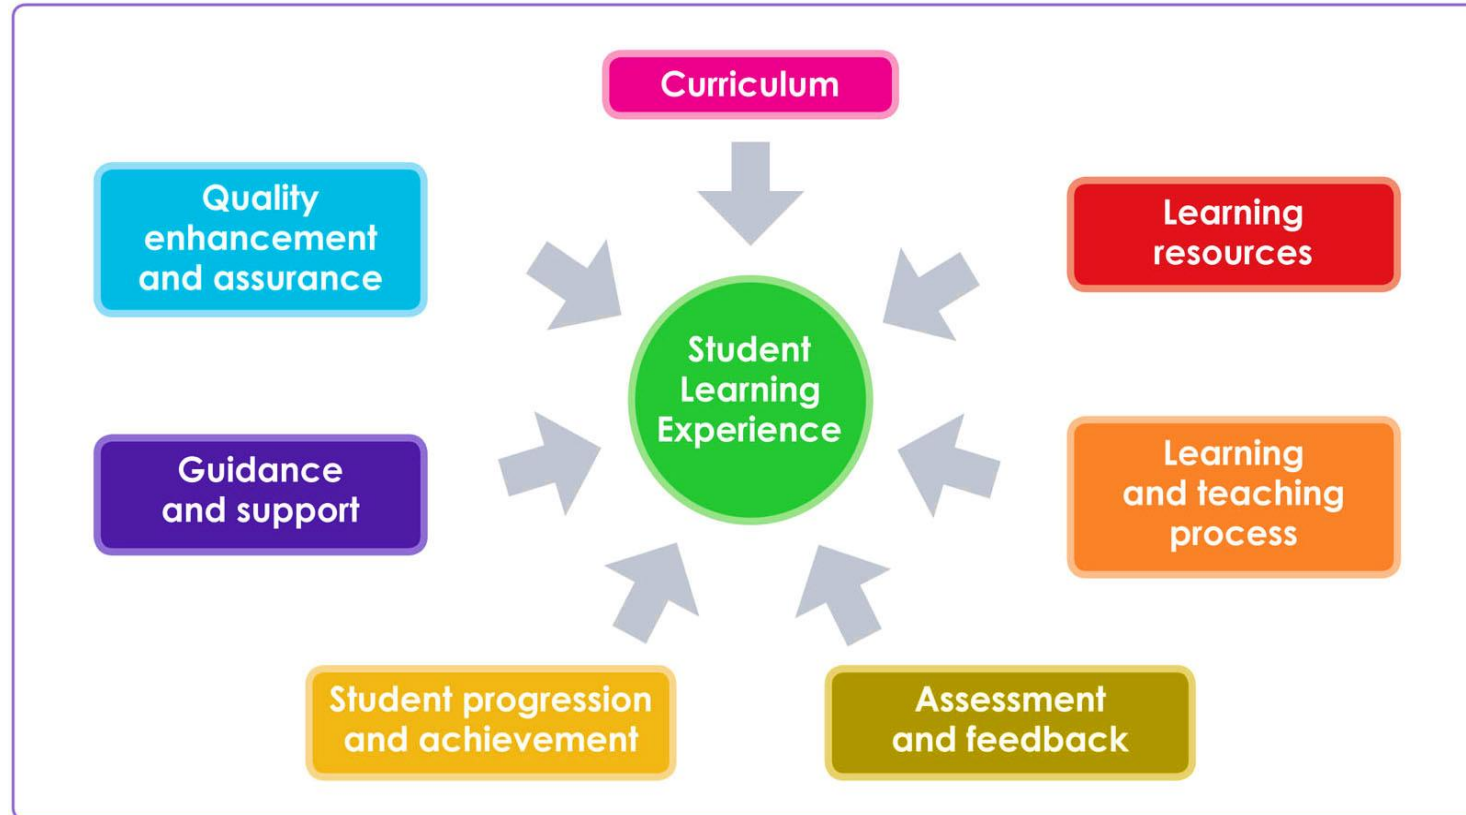 Curriculum
Quality
enhancement
and assurance
Learning
resources
Student
Learning
Experience
Guidance
and support
Learning
and teaching
process
Student progression
and achievement
Assessment
and feedback